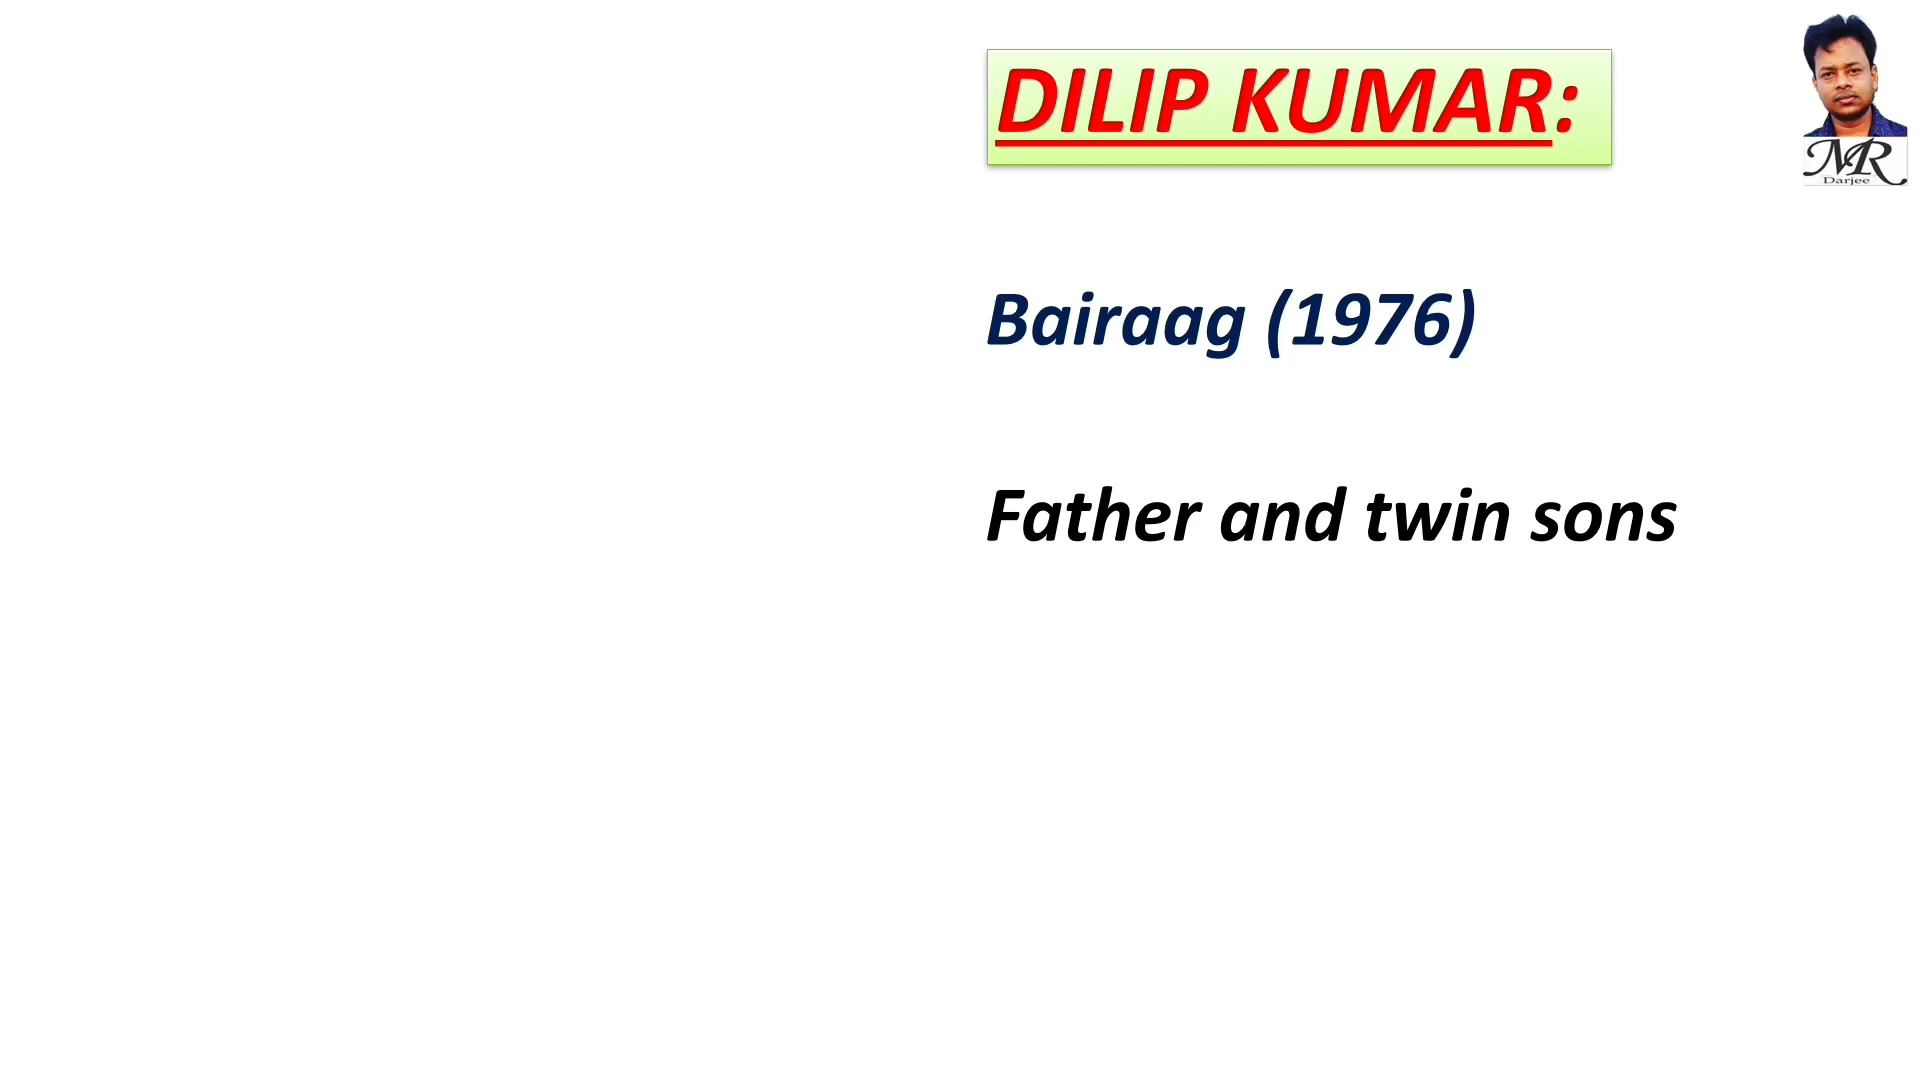 DILIP KUMAR:
MR
Darjee
Bairaag (1976)
Father and twin sons